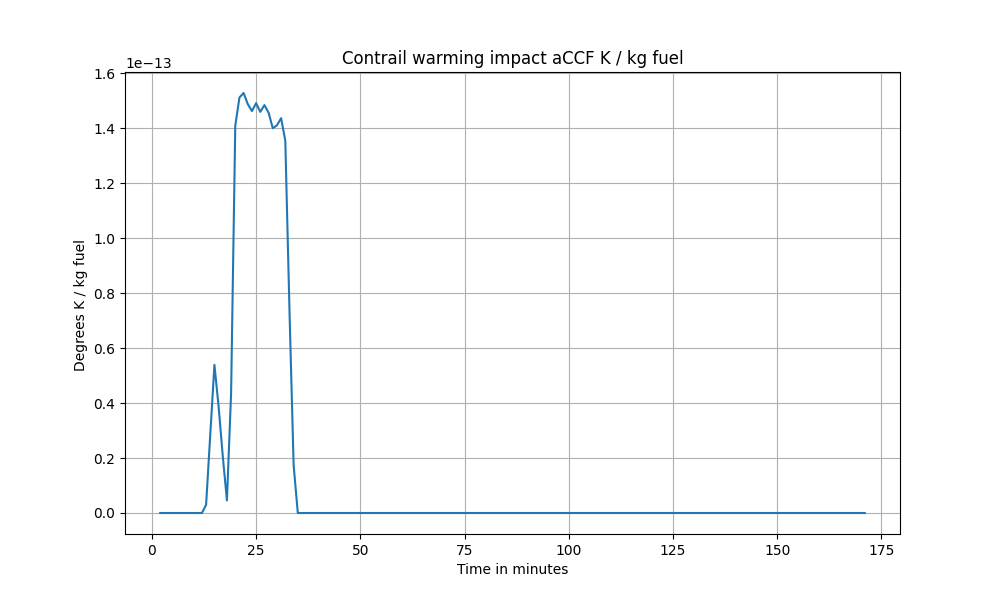 Contrail warming impact aCCF K / kg fuel
1e−13
1.6
1.4
1.2
1.0
0.8
0.6
0.4
0.2
0.0
Degrees K / kg fuel
0 25 50 75 100 125 150 175
Time in minutes